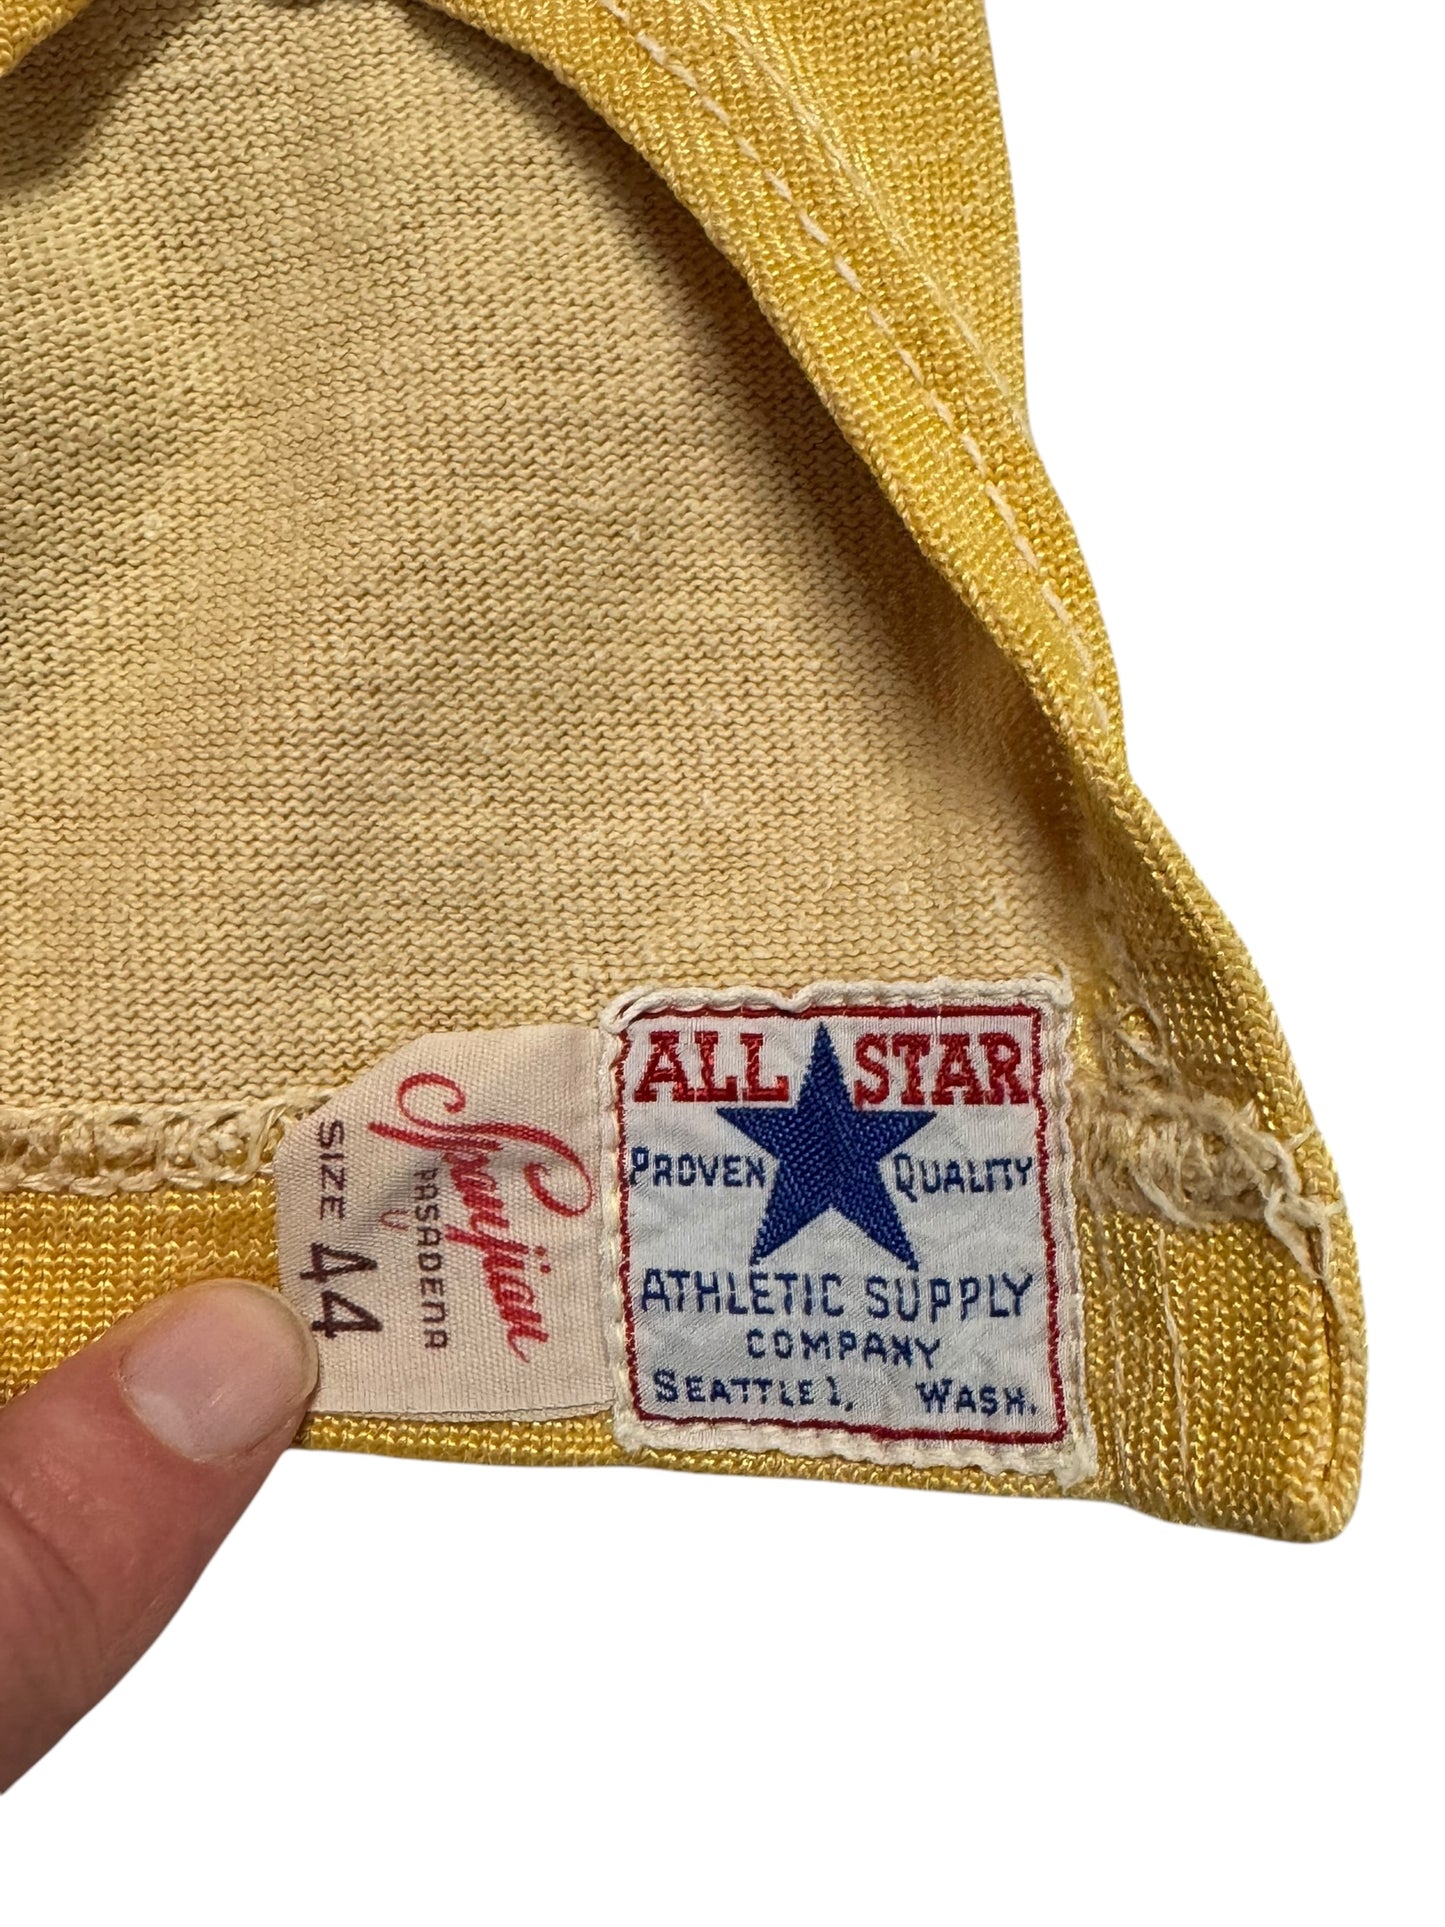 Spanjian
PASADENA
SIZE 44
ALL STAR
PROVEN QUALITY
ATHLETIC SUPPLY
COMPANY
SEATTLE 1, WASH.